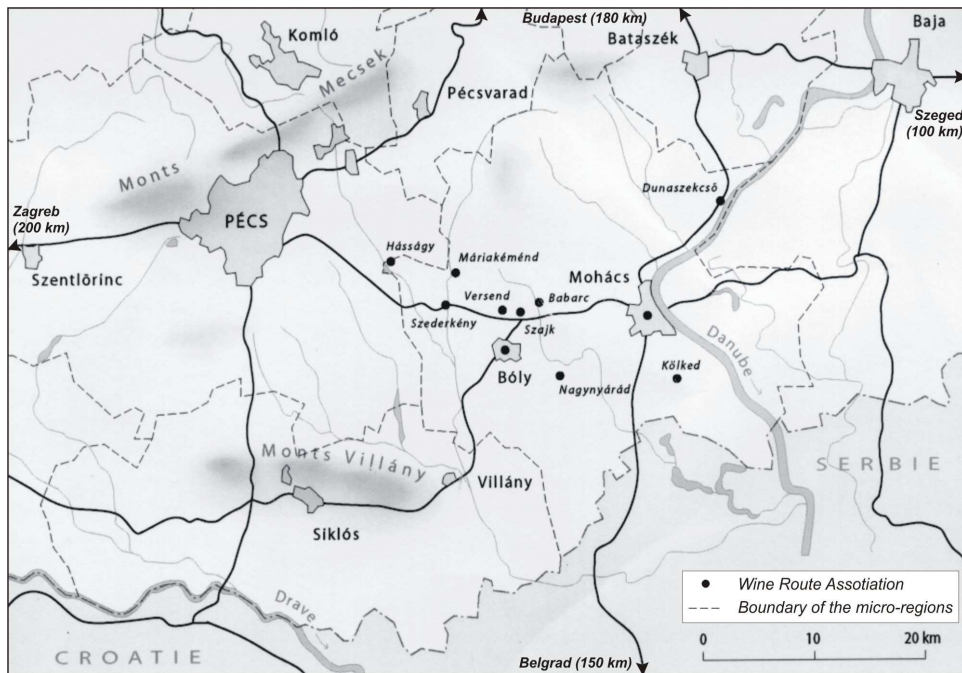 Budapest (180 km)
Komló
Bataszék
Baja
Monts Mecsek
Pécsvarad
Szeged
(100 km)
Dunaszekcsõ
PÉCS
Zagreb
(200 km)
Szentlõrinc
Hásságy
Máriakéménd
Mohács
Versend
Babarc
Szederkény
Szajk
Danube
Bóly
Kölked
Nagynyárád
Monts Villány
Villány
SERBIE
Siklós
Drave
CROATIE
Belgrad (150 km)
Wine Route Assotiation
Boundary of the micro-regions
0 10 20 km